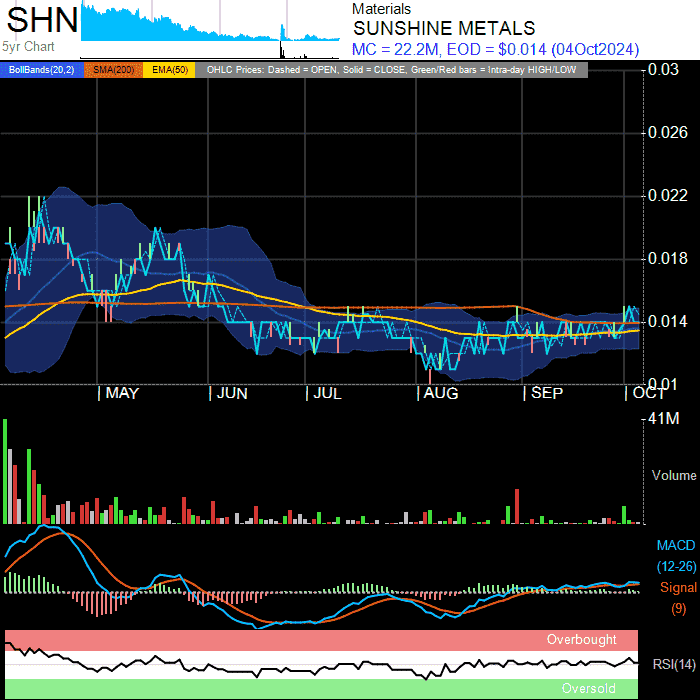 SHN
5yr Chart
Materials
SUNSHINE METALS
MC = 22.2M, EOD = $0.014 (04Oct2024)
BollBands(20,2) SMA(200) EMA(50) OHLC Prices: Dashed = OPEN, Solid = CLOSE, Green/Red bars = Intra-day HIGH/LOW
0.03
0.026
0.022
0.018
0.014
0.01
MAY JUN JUL AUG SEP OCT
41M
Volume
MACD
(12-26)
Signal
(9)
Overbought
RSI(14)
Oversold